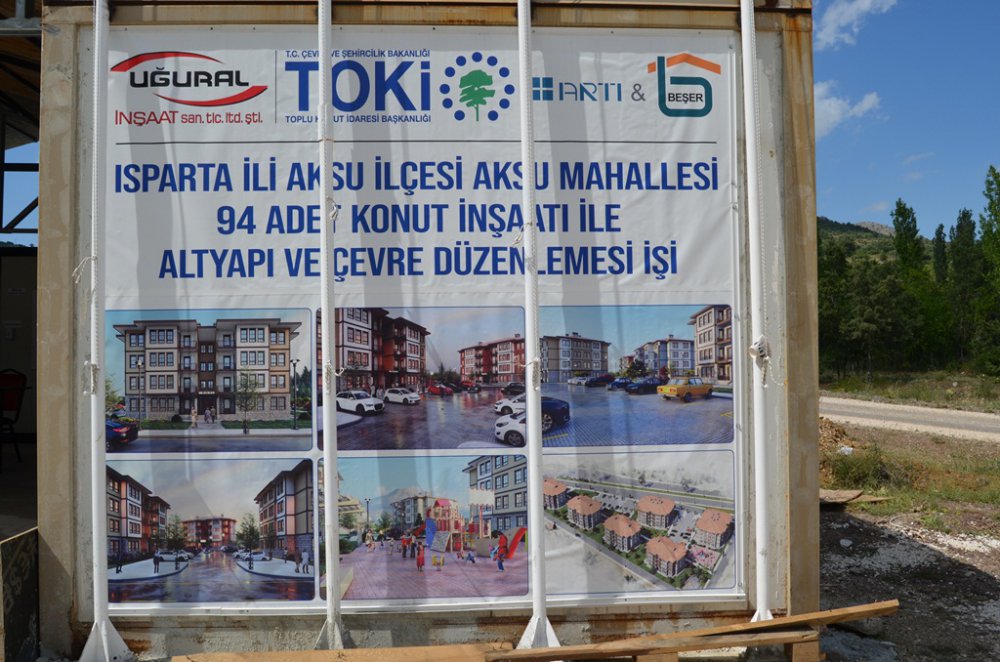 UĞURAL
İNŞAAT san.tic.ltd.şti.
T.C. ÇEVRE VE ŞEHİRCİLİK BAKANLIĞI
TOKİ
TOPLU KONUT İDARESİ BAŞKANLIĞI
ARTI &
BEŞER
ISPARTA İLİ AKSU İLÇESİ AKSU MAHALLESİ
94 ADET KONUT İNŞAATI İLE
ALTYAPI VE ÇEVRE DÜZENLEMESİ İŞİ